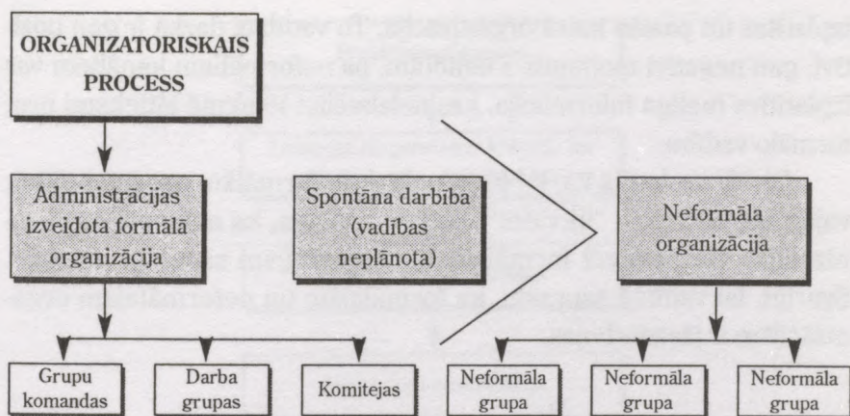 ORGANIZATORISKAIS
PROCESS
Administrācijas
izveidota formālā
organizācija
Spontāna darbība
(vadības
neplānota)
Neformāla
organizācija
Grupu
komandas
Darba
grupas
Komitejas
Neformāla
grupa
Neformāla
grupa
Neformāla
grupa